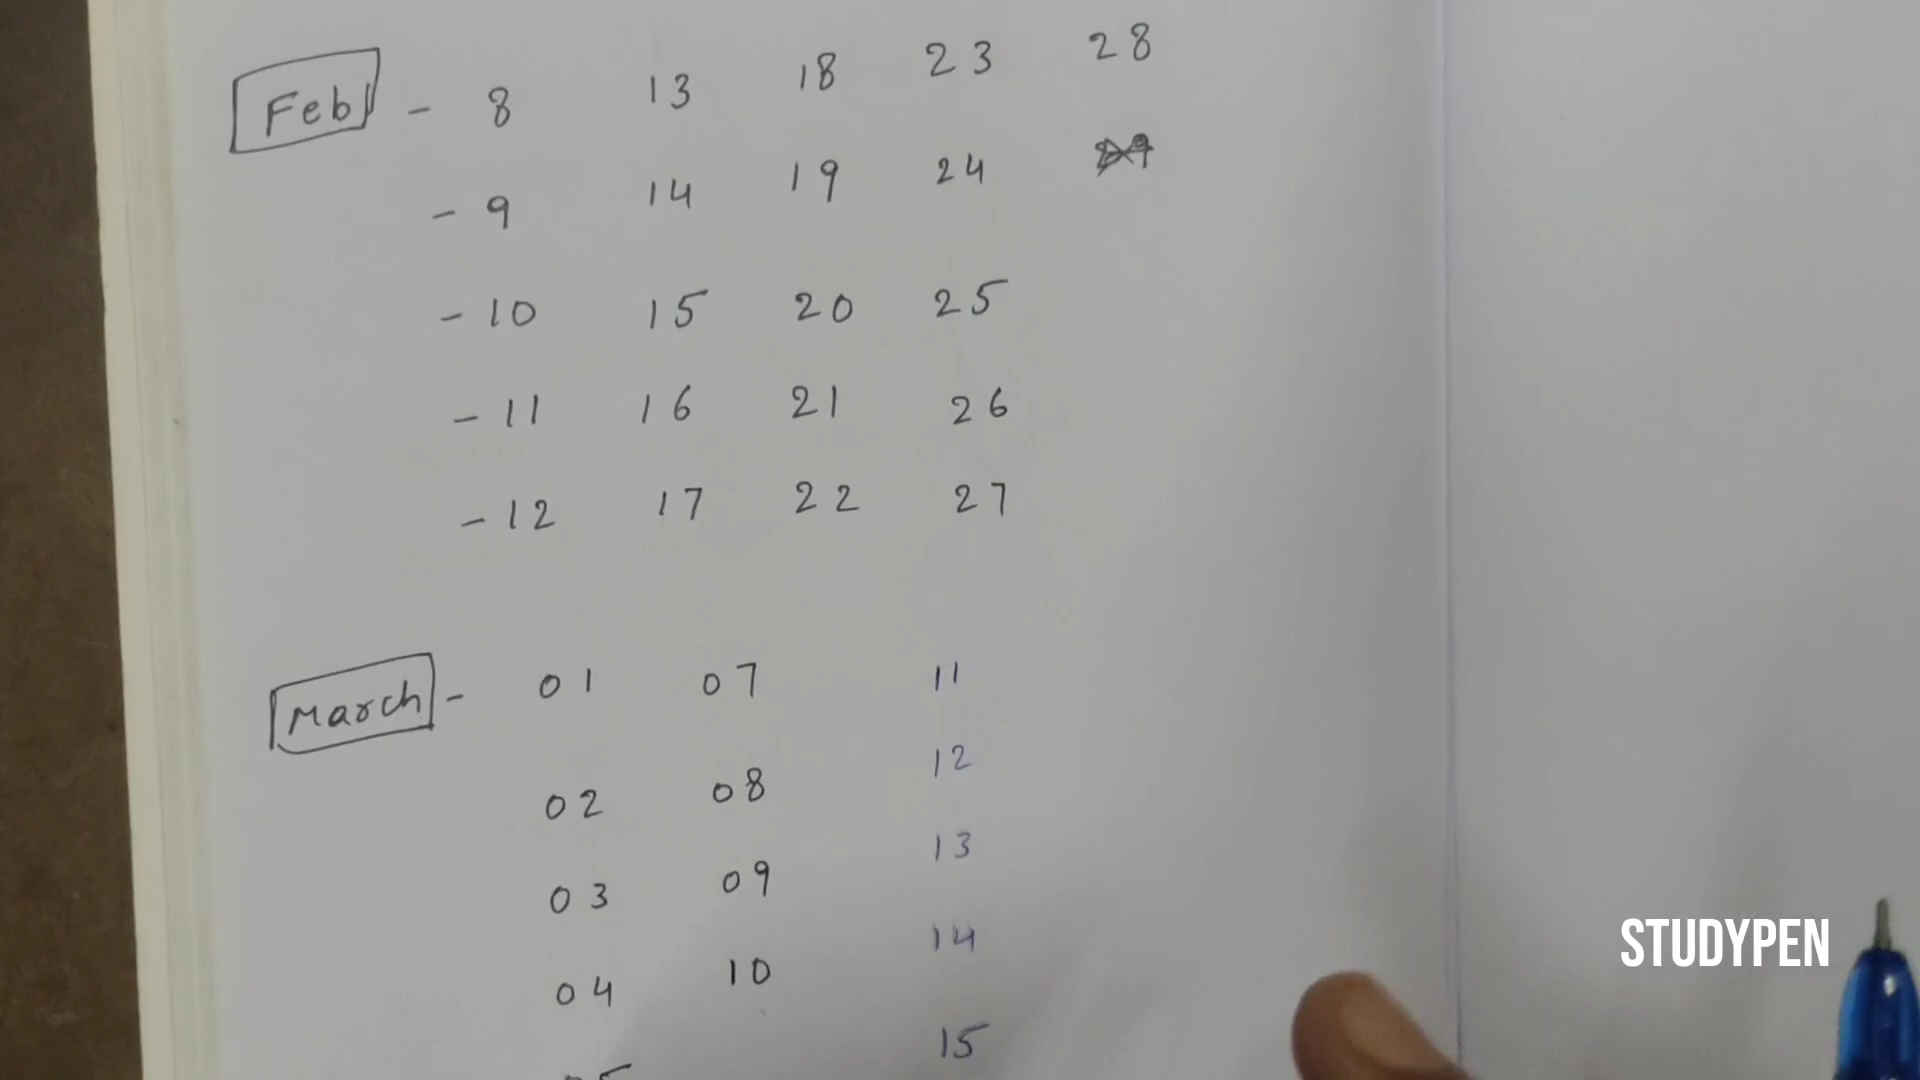 Feb - 8 13 18 23 28
- 9 14 19 24
- 10 15 20 25
- 11 16 21 26
- 12 17 22 27
March - 01 07 11
02 08 12
03 09 13
04 10 14
15
STUDYPEN